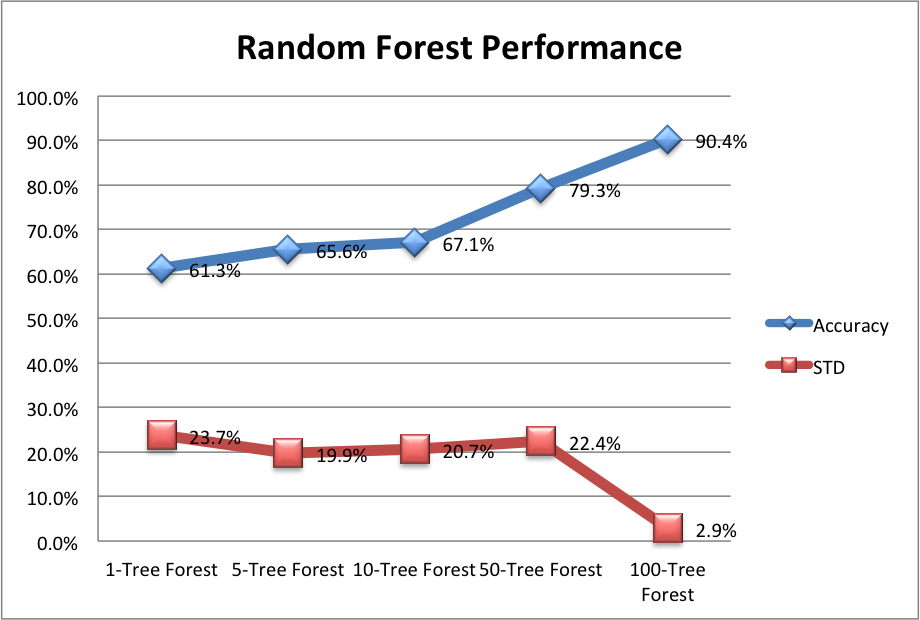 Random Forest Performance
100.0%
90.0%
80.0%
70.0%
60.0%
50.0%
40.0%
30.0%
20.0%
10.0%
0.0%
61.3%
65.6%
67.1%
79.3%
90.4%
23.7%
19.9%
20.7%
22.4%
2.9%
1-Tree Forest
5-Tree Forest
10-Tree Forest
50-Tree Forest
100-Tree
Forest
Accuracy
STD